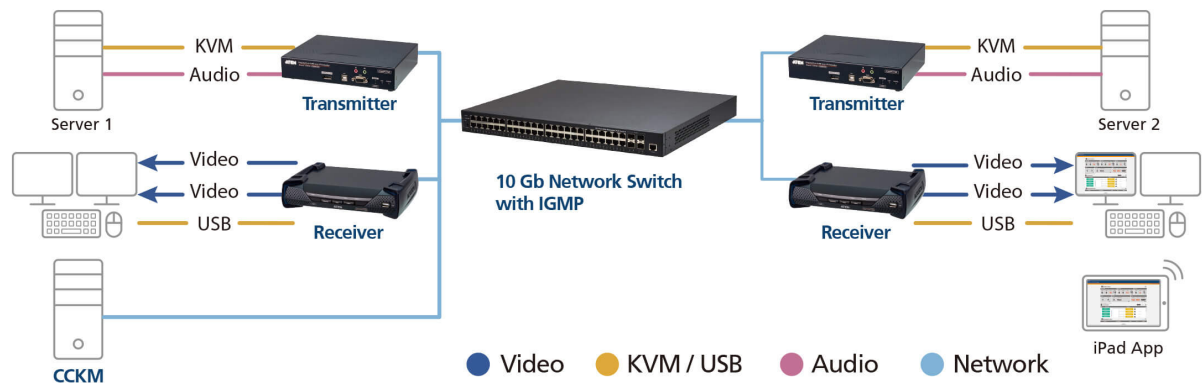 KVM
Audio
Transmitter
Server 1
Video
Video
USB
Receiver
CCKM
10 Gb Network Switch
with IGMP
KVM
Audio
Transmitter
Server 2
Video
Video
USB
Receiver
iPad App
Video
KVM / USB
Audio
Network